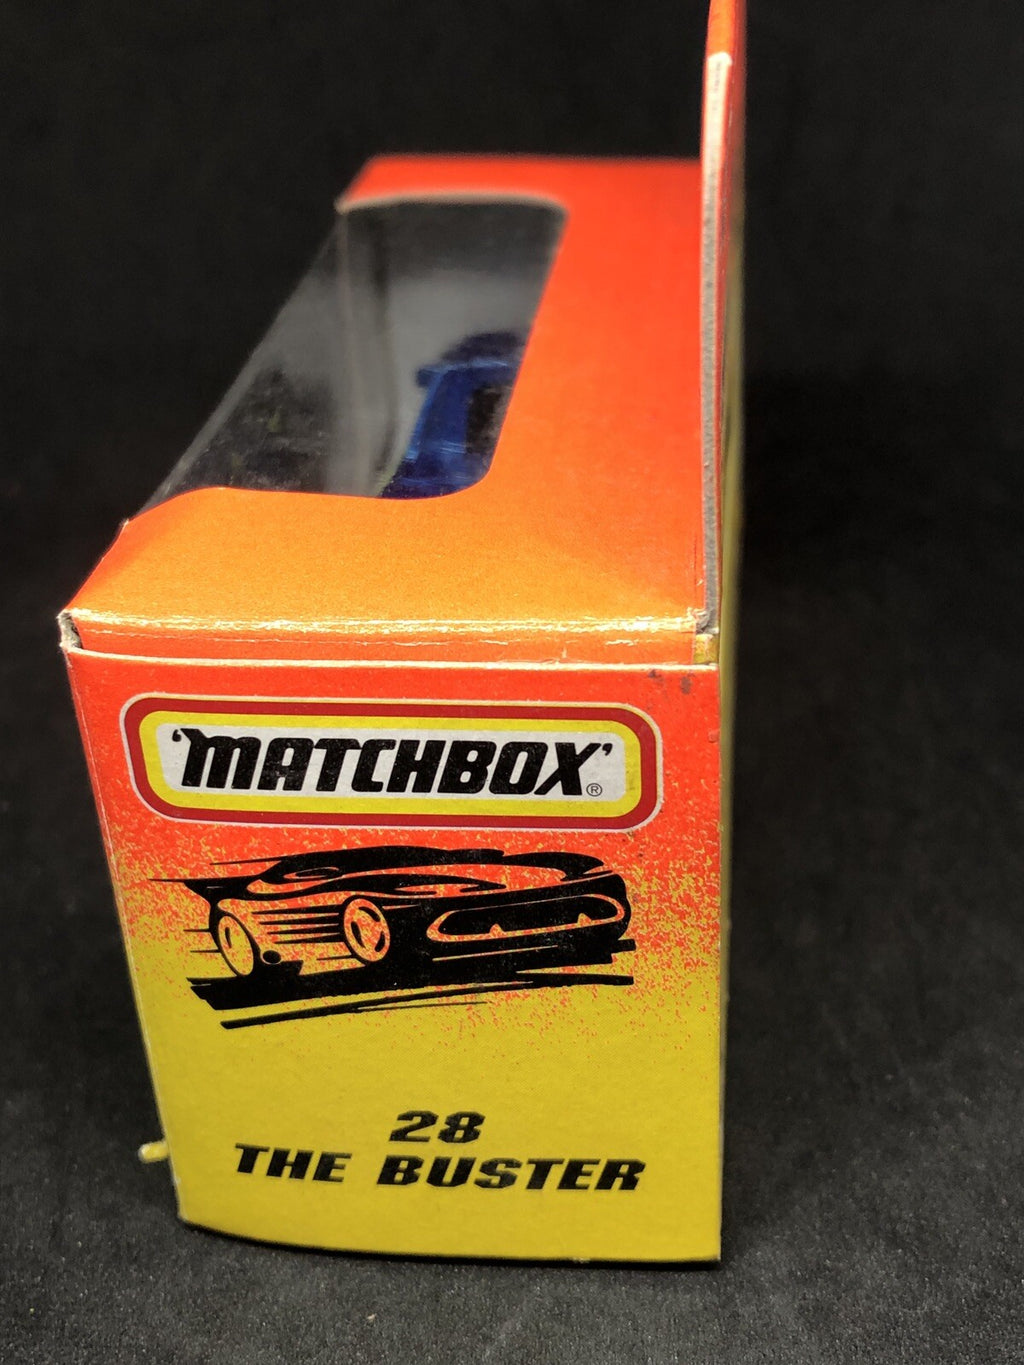 'MATCHBOX'®
28
THE BUSTER